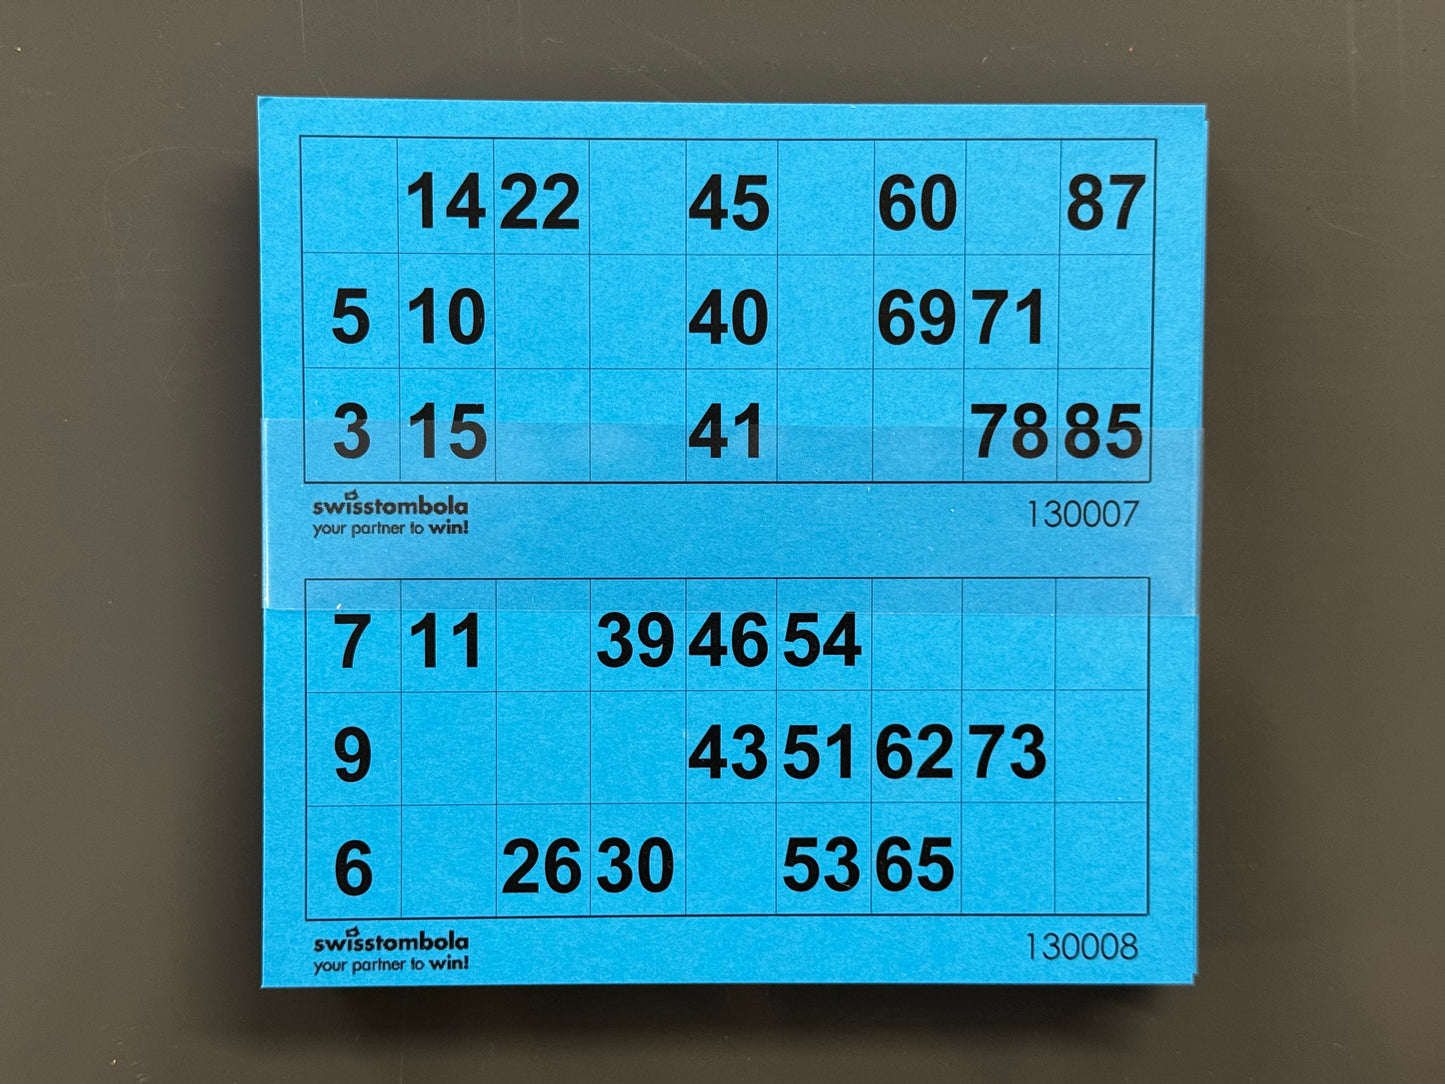 14 22 45 60 87
5 10 40 69 71
3 15 41 78 85
swisstombola
your partner to win!
130007
7 11 39 46 54
9 43 51 62 73
6 26 30 53 65
swisstombola
your partner to win!
130008